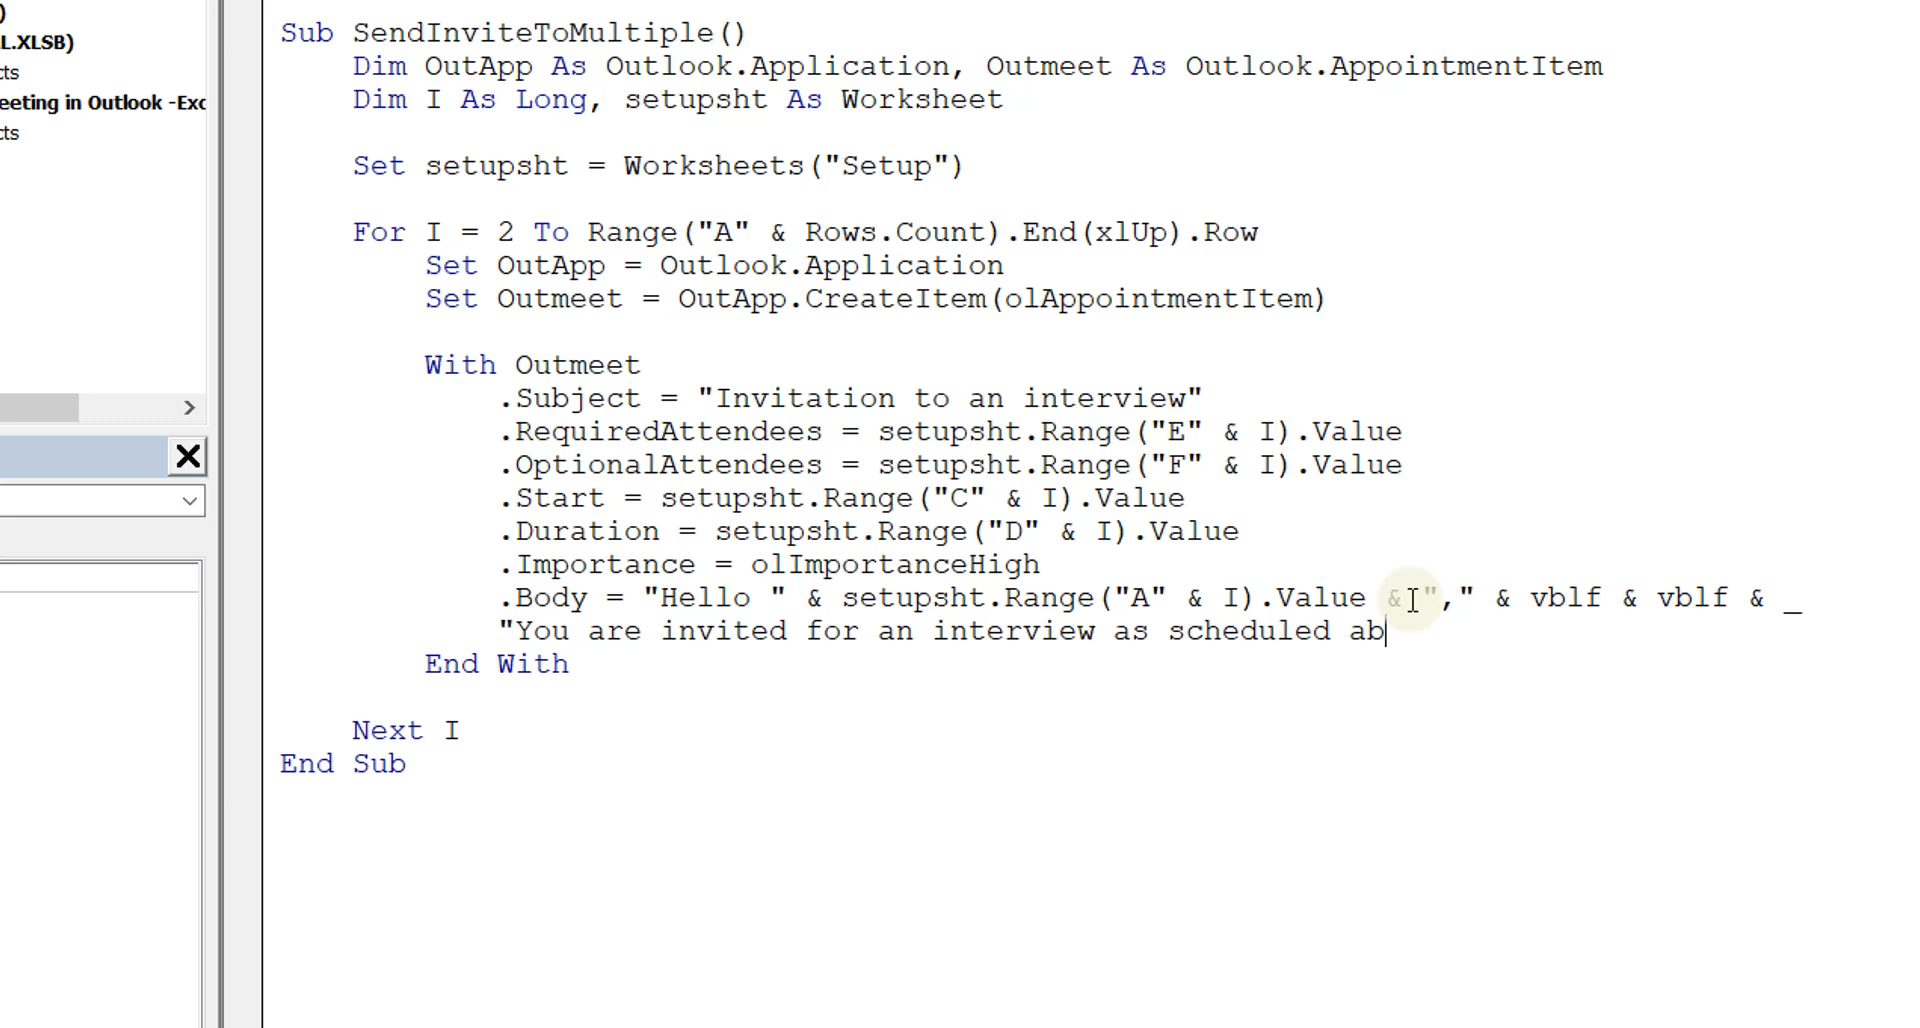 )
L.XLSB)
cts
eeting in Outlook -Exc
cts
Sub SendInviteToMultiple()
Dim OutApp As Outlook.Application, Outmeet As Outlook.AppointmentItem
Dim I As Long, setupsht As Worksheet
Set setupsht = Worksheets("Setup")
For I = 2 To Range("A" & Rows.Count).End(xlUp).Row
Set OutApp = Outlook.Application
Set Outmeet = OutApp.CreateItem(olAppointmentItem)
With Outmeet
.Subject = "Invitation to an interview"
.RequiredAttendees = setupsht.Range("E" & I).Value
.OptionalAttendees = setupsht.Range("F" & I).Value
.Start = setupsht.Range("C" & I).Value
.Duration = setupsht.Range("D" & I).Value
.Importance = olImportanceHigh
.Body = "Hello " & setupsht.Range("A" & I).Value & "," & vblf & vblf & _
"You are invited for an interview as scheduled ab
End With
Next I
End Sub